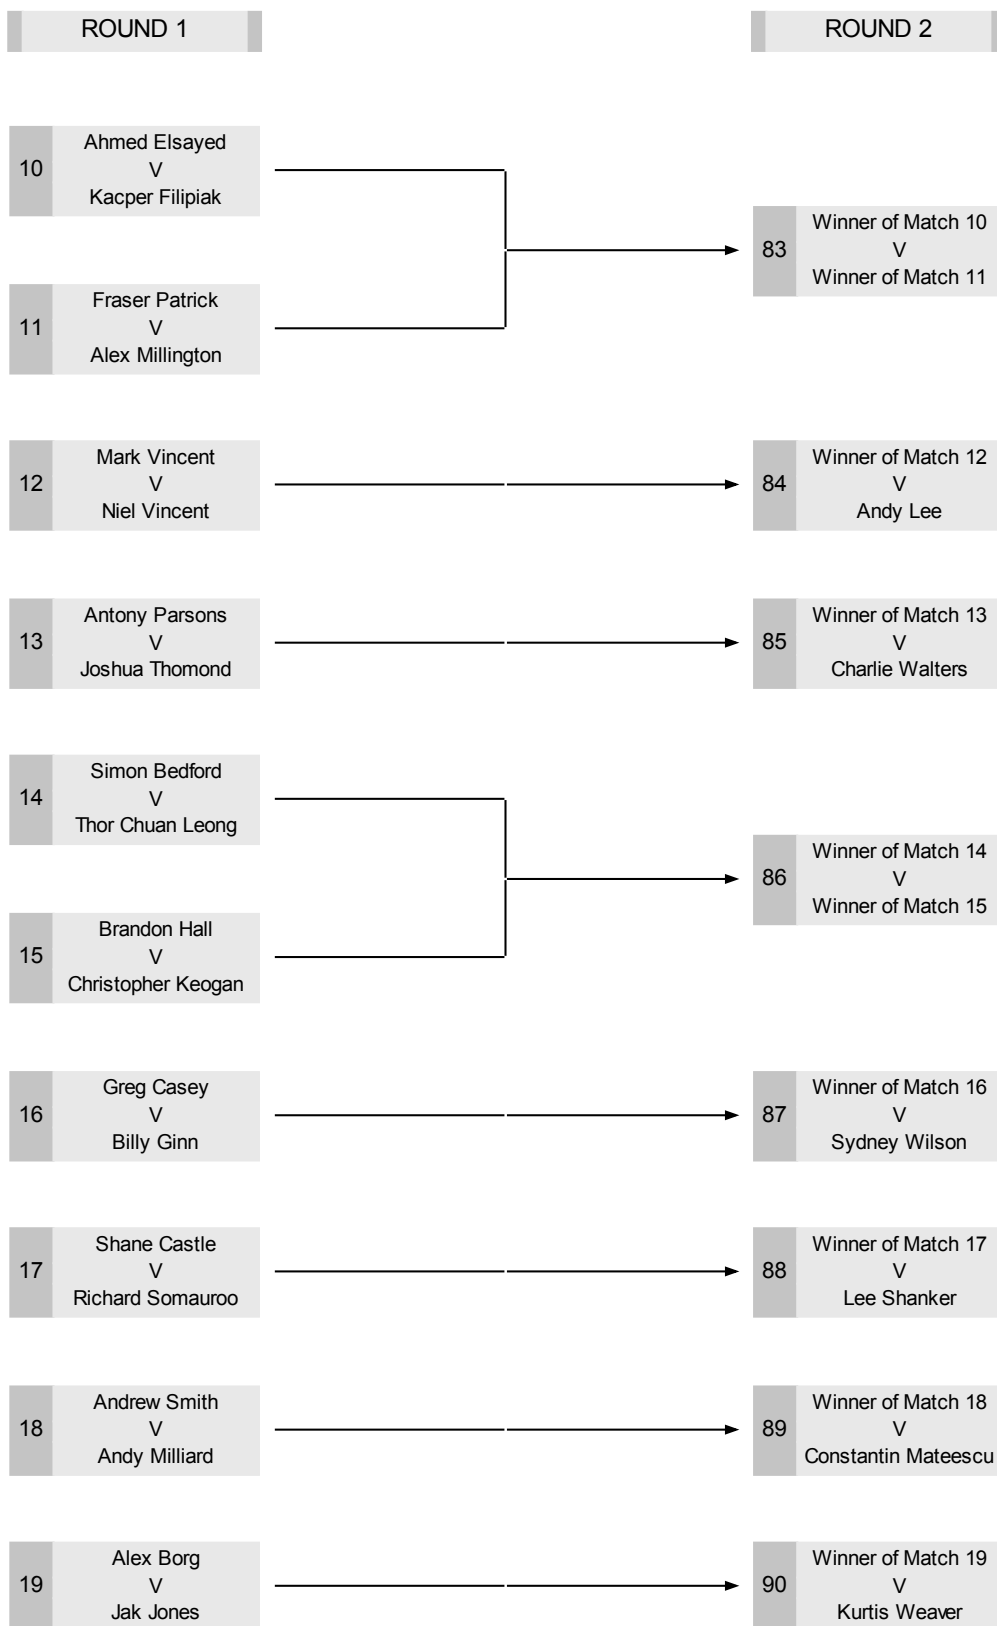 ROUND 1
ROUND 2
10
Ahmed Elsayed
V
Kacper Filipiak
83
Winner of Match 10
V
Winner of Match 11
11
Fraser Patrick
V
Alex Millington
12
Mark Vincent
V
Niel Vincent
84
Winner of Match 12
V
Andy Lee
13
Antony Parsons
V
Joshua Thomond
85
Winner of Match 13
V
Charlie Walters
14
Simon Bedford
V
Thor Chuan Leong
86
Winner of Match 14
V
Winner of Match 15
15
Brandon Hall
V
Christopher Keogan
16
Greg Casey
V
Billy Ginn
87
Winner of Match 16
V
Sydney Wilson
17
Shane Castle
V
Richard Somauroo
88
Winner of Match 17
V
Lee Shanker
18
Andrew Smith
V
Andy Milliard
89
Winner of Match 18
V
Constantin Mateescu
19
Alex Borg
V
Jak Jones
90
Winner of Match 19
V
Kurtis Weaver